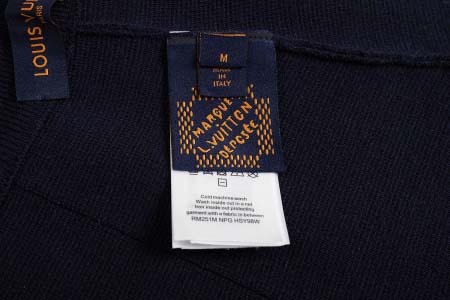 LOUIS VU
PARIS
M
MADE IN
ITALY
MARQUE
L.VUITTON
DÉPOSÉE
Cold machine wash
Wash inside out in a net
Iron inside out protecting
garment with a fabric in-between
RM251M NPG HSY98W